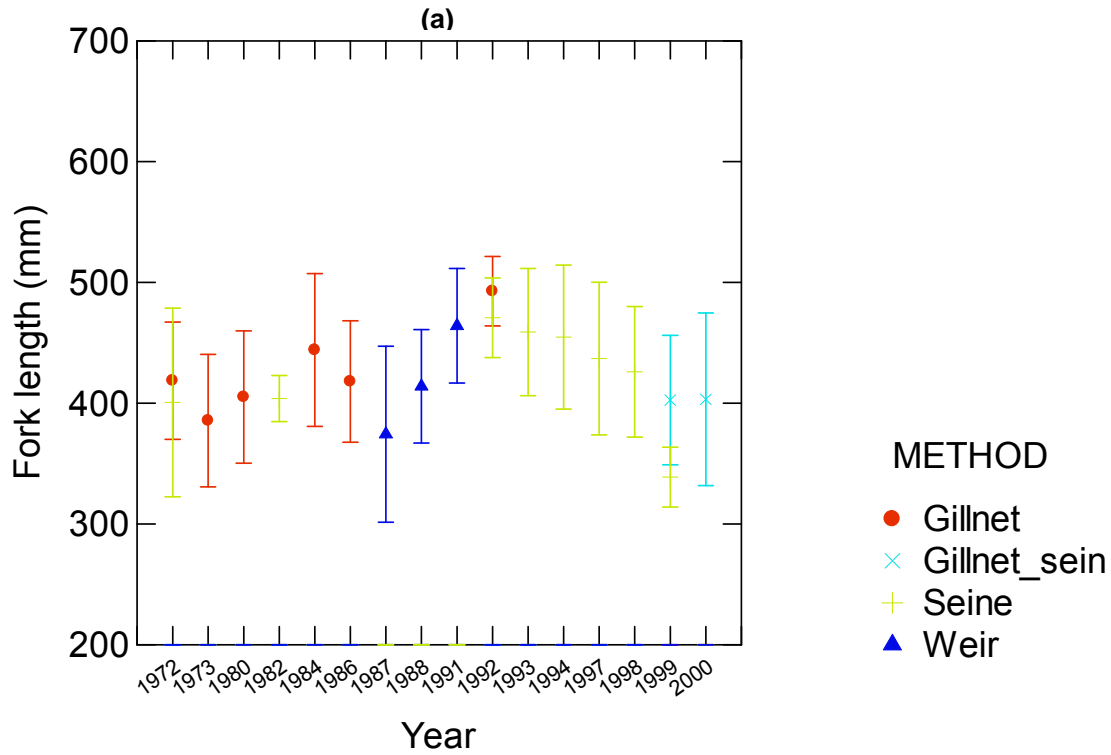 (a)
700
600
500
400
300
200
Fork length (mm)
1972 1973 1980 1982 1984 1986 1987 1988 1991 1992 1993 1994 1997 1998 1999 2000
Year
METHOD
Gillnet
Gillnet_sein
Seine
Weir